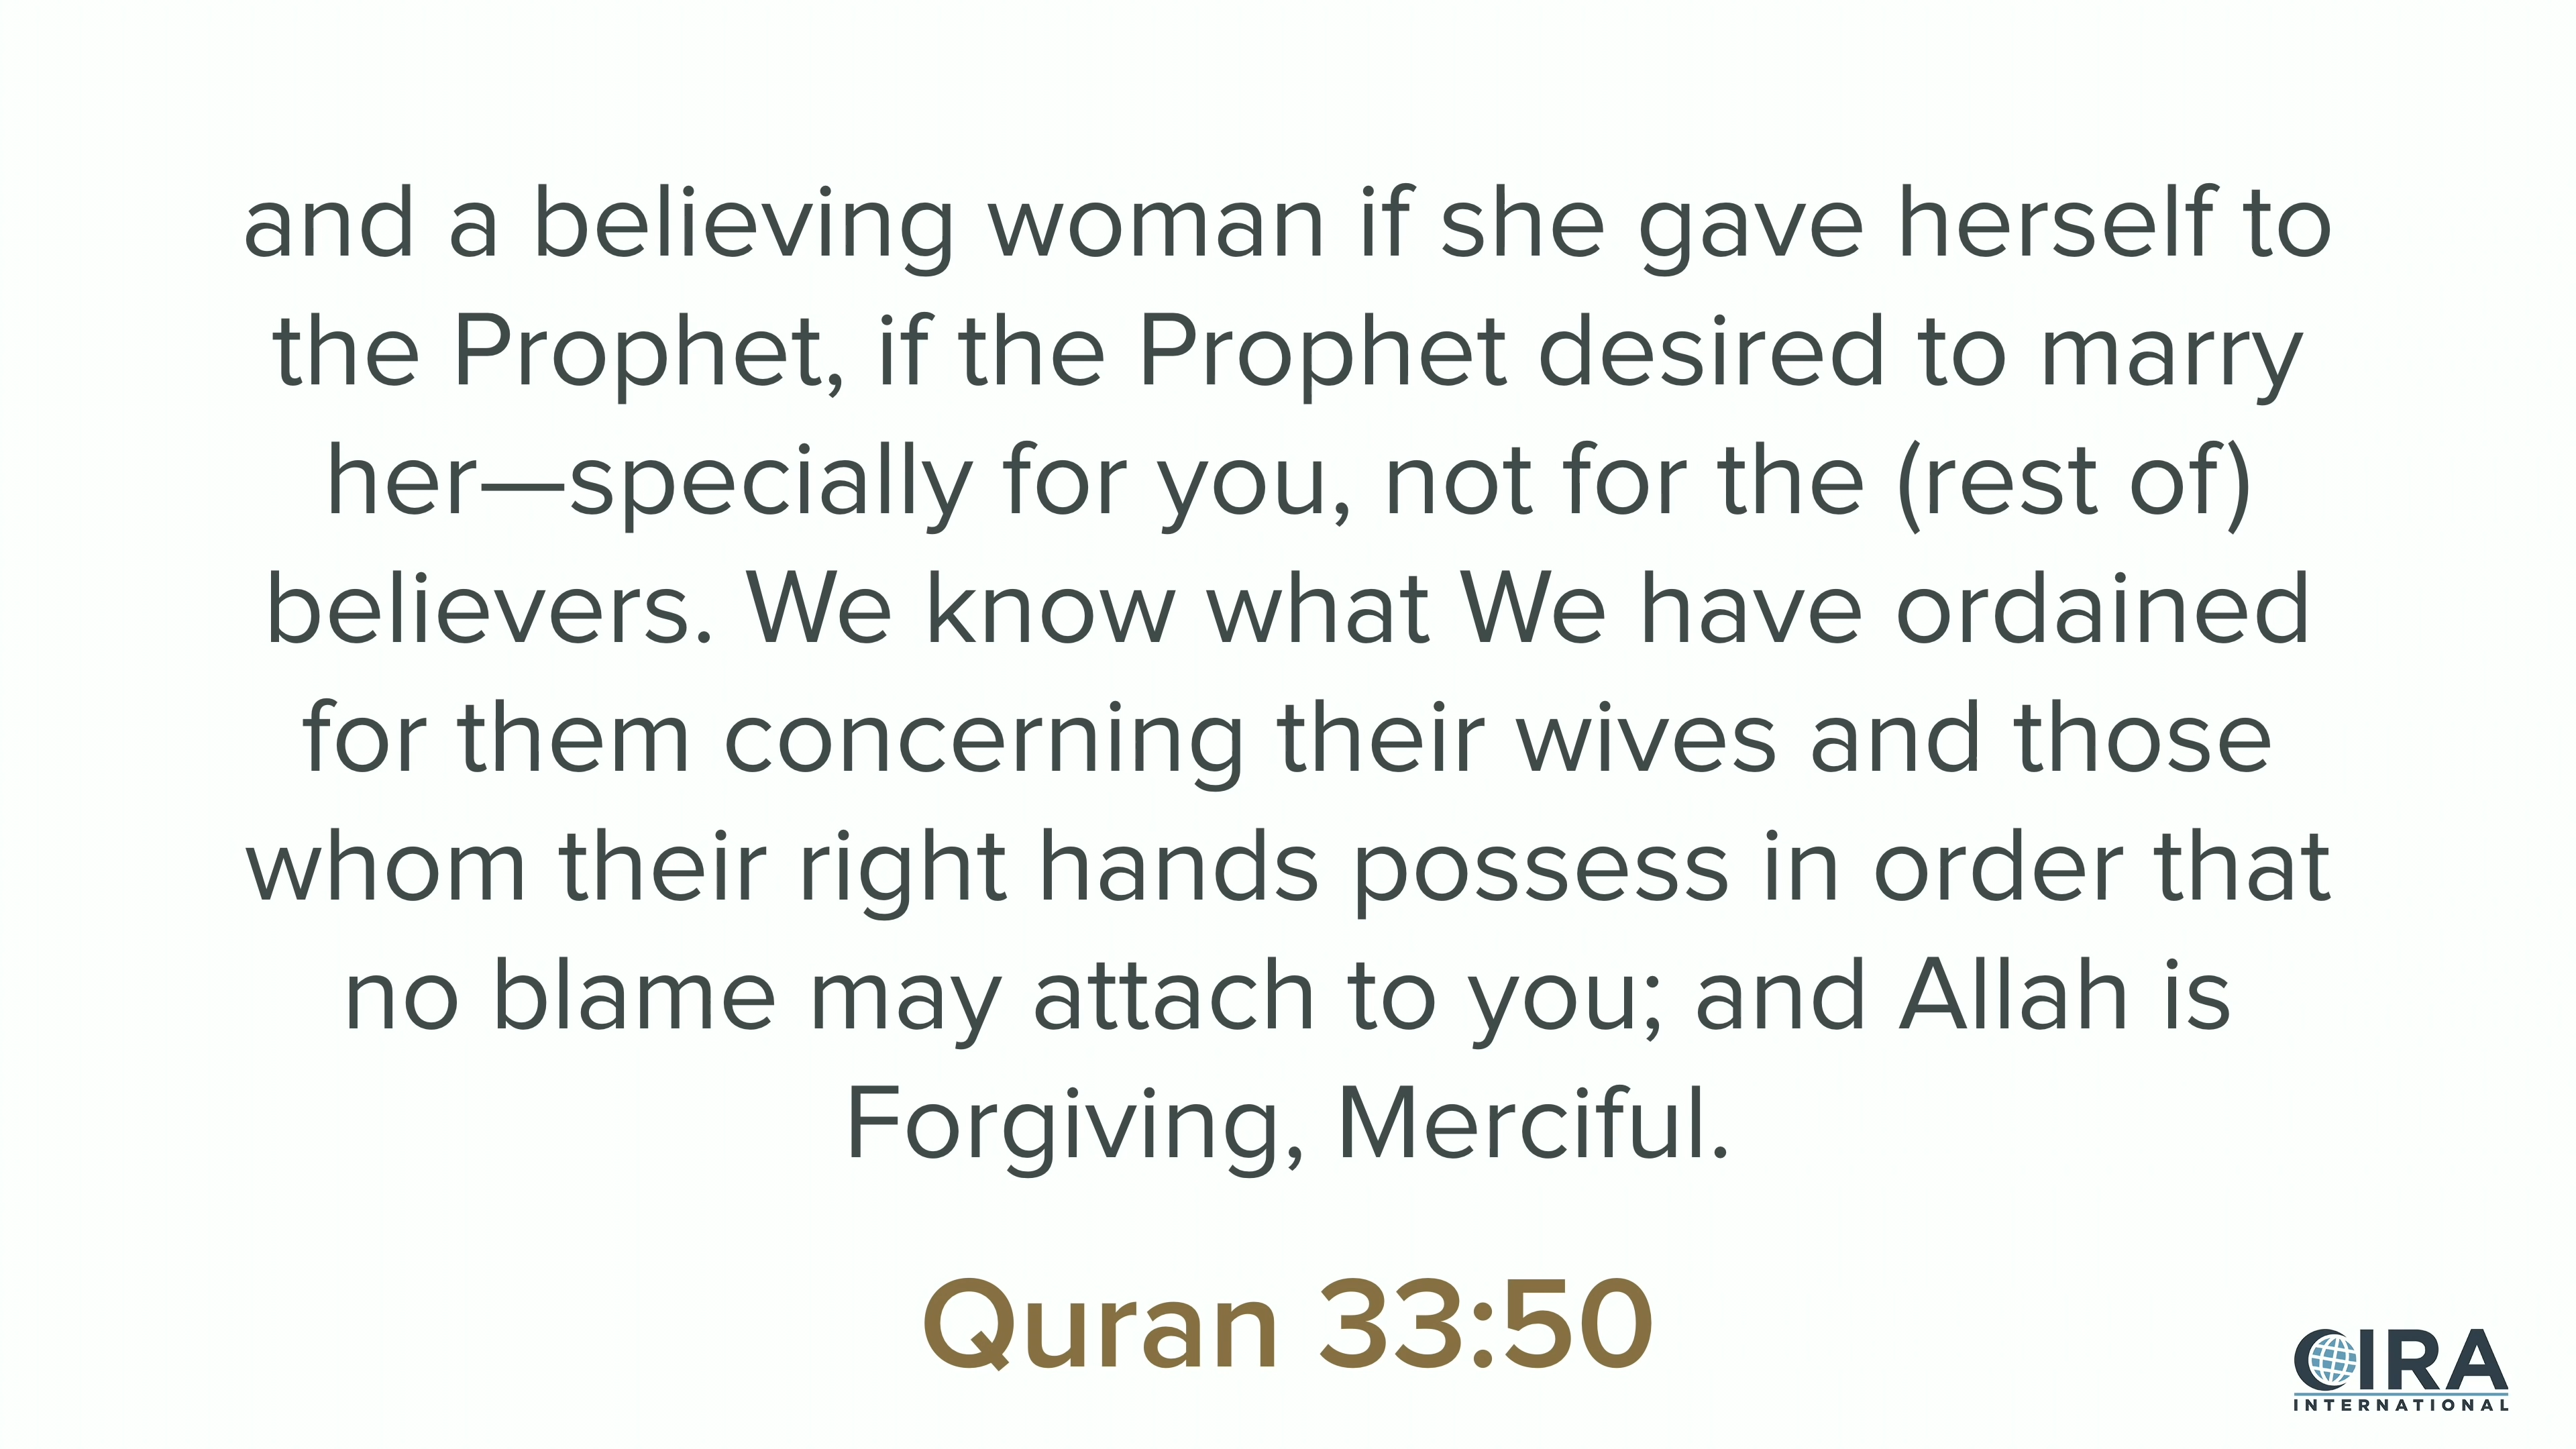 and a believing woman if she gave herself to
the Prophet, if the Prophet desired to marry
her—specially for you, not for the (rest of)
believers. We know what We have ordained
for them concerning their wives and those
whom their right hands possess in order that
no blame may attach to you; and Allah is
Forgiving, Merciful.
Quran 33:50
CIRA
INTERNATIONAL